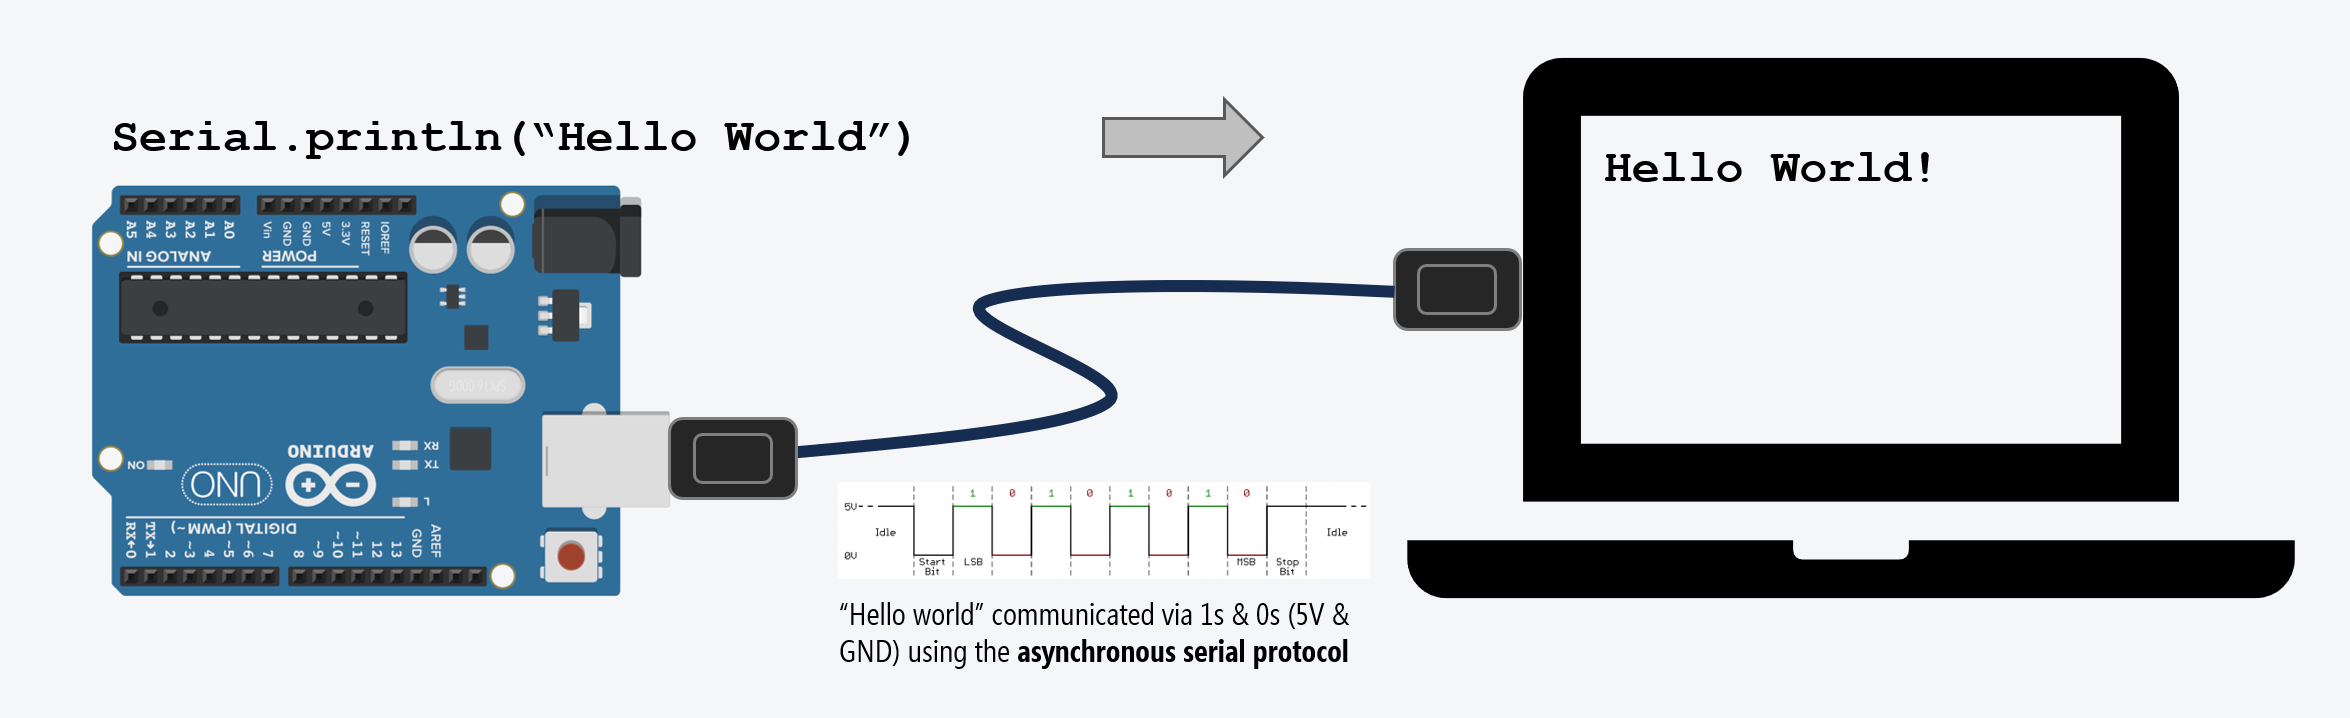 Serial.println(“Hello World”)
Hello World!
A5 A4 A3 A2 A1 A0
Vin GND GND 5V 3.3V RESET IOREF
ANALOG IN
POWER
SPK16.000G
ARDUINO
UNO
ON
RX
TX
L
DIGITAL (PWM~)
RX←0 TX→1 2 ~3 4 ~5 ~6 7 8 ~9 ~10 ~11 12 13 GND AREF
1 0 1 0 1 0 1 0
5V
Idle
Idle
0V
Start Bit
LSB
MSB
Stop Bit
“Hello world” communicated via 1s & 0s (5V &
GND) using the asynchronous serial protocol